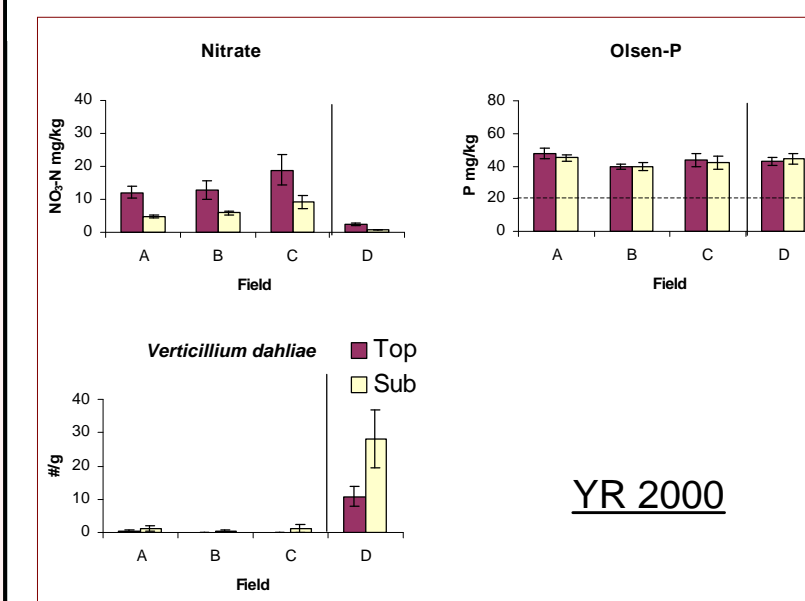 Nitrate
NO₃-N mg/kg
40
30
20
10
0
A B C D
Field
Olsen-P
P mg/kg
80
60
40
20
0
A B C D
Field
Verticillium dahliae
Top
Sub
#/g
40
30
20
10
0
A B C D
Field
YR 2000